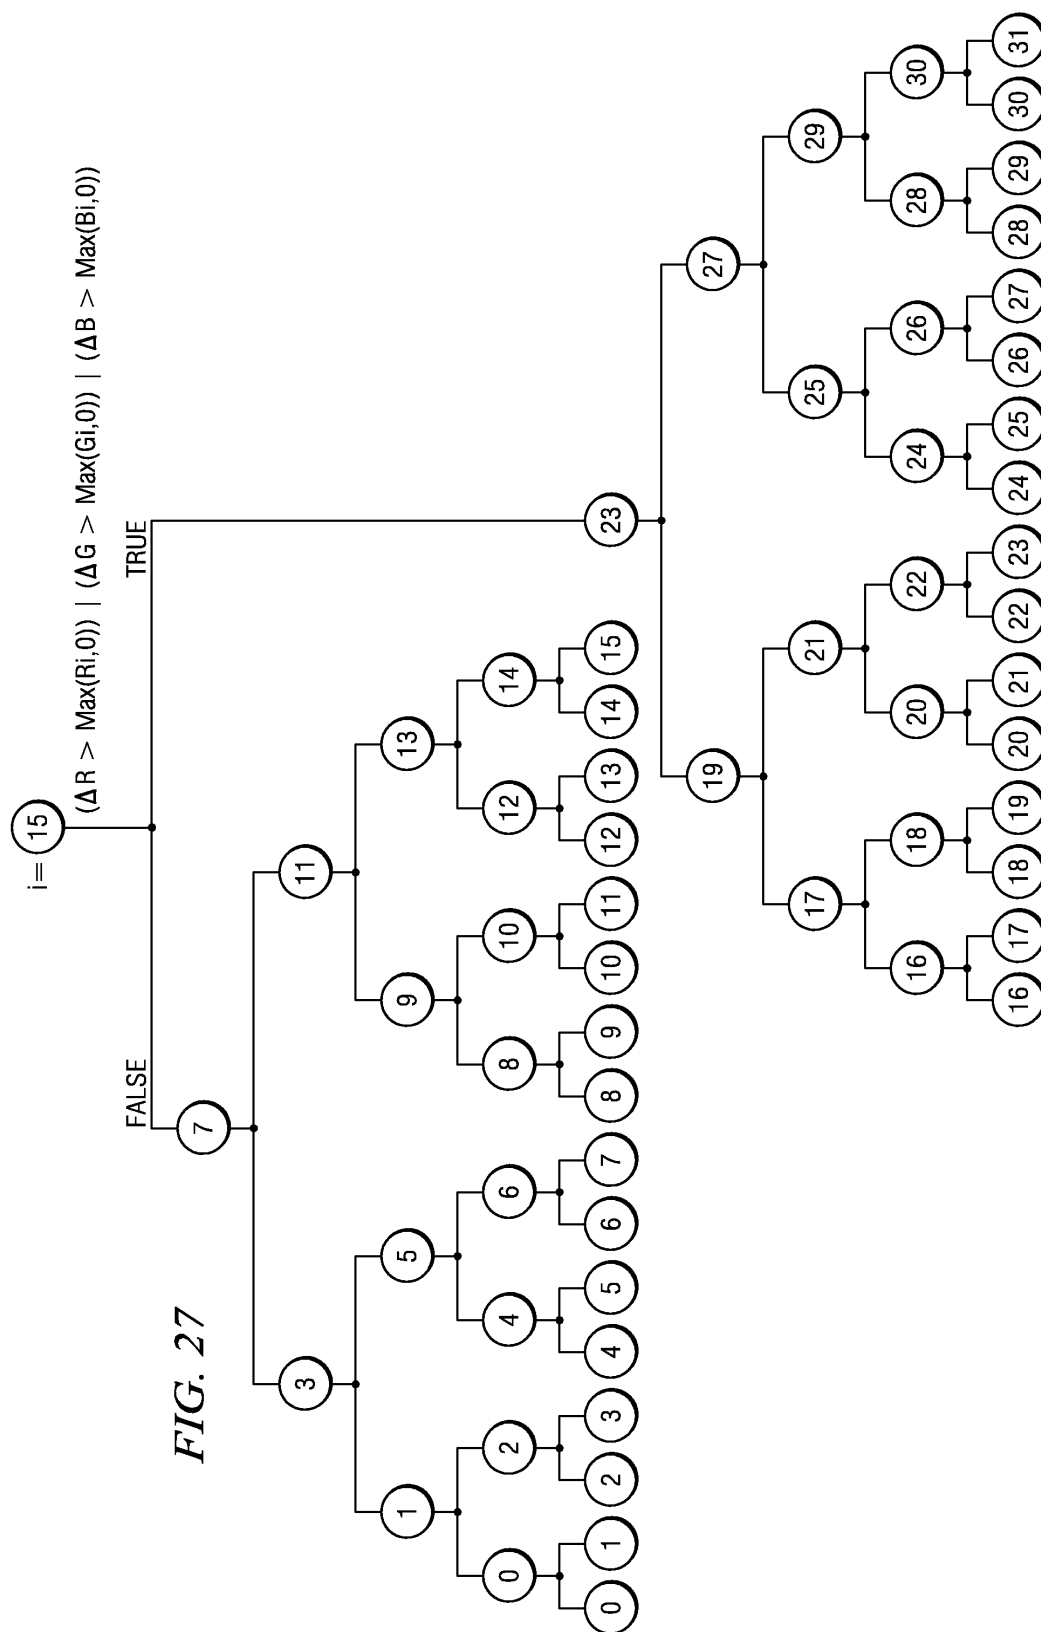 i= 15
(ΔR > Max(Ri,0)) | (ΔG > Max(Gi,0)) | (ΔB > Max(Bi,0))
FALSE TRUE
7
FIG. 27
3 11
1 5 9 13
0 2 4 6 8 10 12 14
0 1 2 3 4 5 6 7 8 9 10 11 12 13 14 15 23
19 27
17 21 25 29
16 18 20 22 24 26 28 30
16 17 18 19 20 21 22 23 24 25 26 27 28 29 30 31